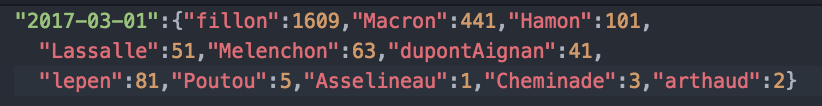 "2017-03-01":{"fillon":1609,"Macron":441,"Hamon":101,
"Lassalle":51,"Melenchon":63,"dupontAignan":41,
"lepen":81,"Poutou":5,"Asselineau":1,"Cheminade":3,"arthaud":2}